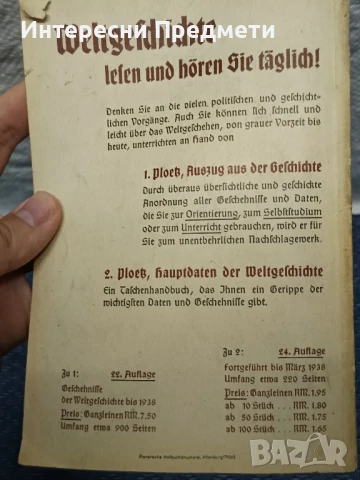 Интересни Предмети
Weltgeschichte
lesen und hören Sie täglich!
Denken Sie an die vielen politischen und geschicht-
lichen Vorgänge. Auch Sie können sich schnell und
leicht über das Weltgeschehen, von grauer Vorzeit bis
heute, unterrichten an Hand von
1. Ploetz, Auszug aus der Geschichte
Durch überaus übersichtliche und geschickte
Anordnung aller Geschehnisse und Daten,
die Sie zur Orientierung, zum Selbststudium
oder zum Unterricht gebrauchen, wird er für
Sie zum unentbehrlichen Nachschlagewerk.
2. Ploetz, Hauptdaten der Weltgeschichte
Ein Taschenhandbuch, das Ihnen ein Gerippe der
wichtigsten Daten und Geschehnisse gibt.
Zu 1: 22. Auflage
Geschehnisse
der Weltgeschichte bis 1938
Preis: Ganzleinen RM. 7.50
Umfang etwa 900 Seiten
Zu 2: 24. Auflage
Fortgeführt bis März 1938
Umfang etwa 220 Seiten
Preis: Ganzleinen RM. 1.95
ab 10 Stück . . . RM. 1.80
ab 50 Stück . . . RM. 1.75
ab 100 Stück . . . RM. 1.65
Pierersche Hofbuchdruckerei, Altenburg/Thür.
bazar.bg